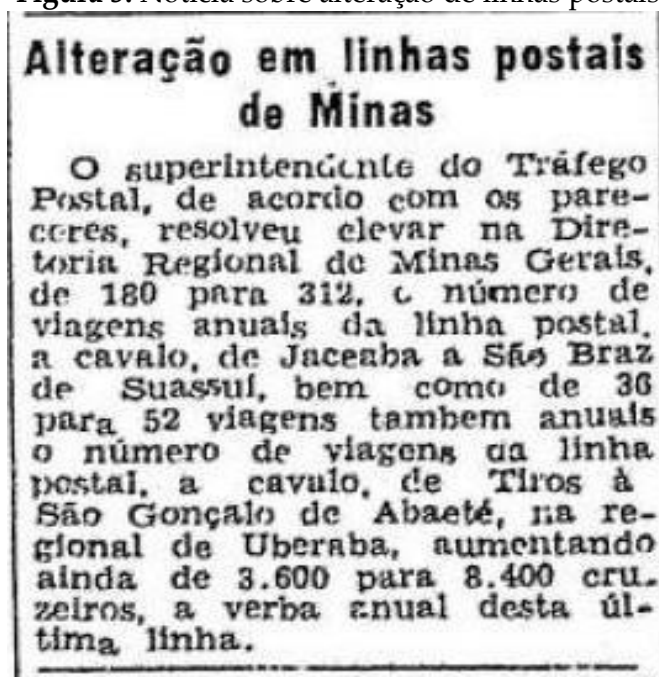 Figura 3: Notícia sobre alteração de linhas postais
Alteração em linhas postais
de Minas
O superintendente do Tráfego
Postal, de acordo com os pare-
ceres, resolveu elevar na Dire-
toria Regional de Minas Gerais,
de 180 para 312, o número de
viagens anuais da linha postal,
a cavalo, de Jaceaba a São Braz
de Suassuí, bem como de 36
para 52 viagens tambem anuais
o número de viagens da linha
postal, a cavalo, de Tiros à
São Gonçalo de Abaeté, na re-
gional de Uberaba, aumentando
ainda de 3.600 para 8.400 cru-
zeiros, a verba anual desta úl-
tima linha.